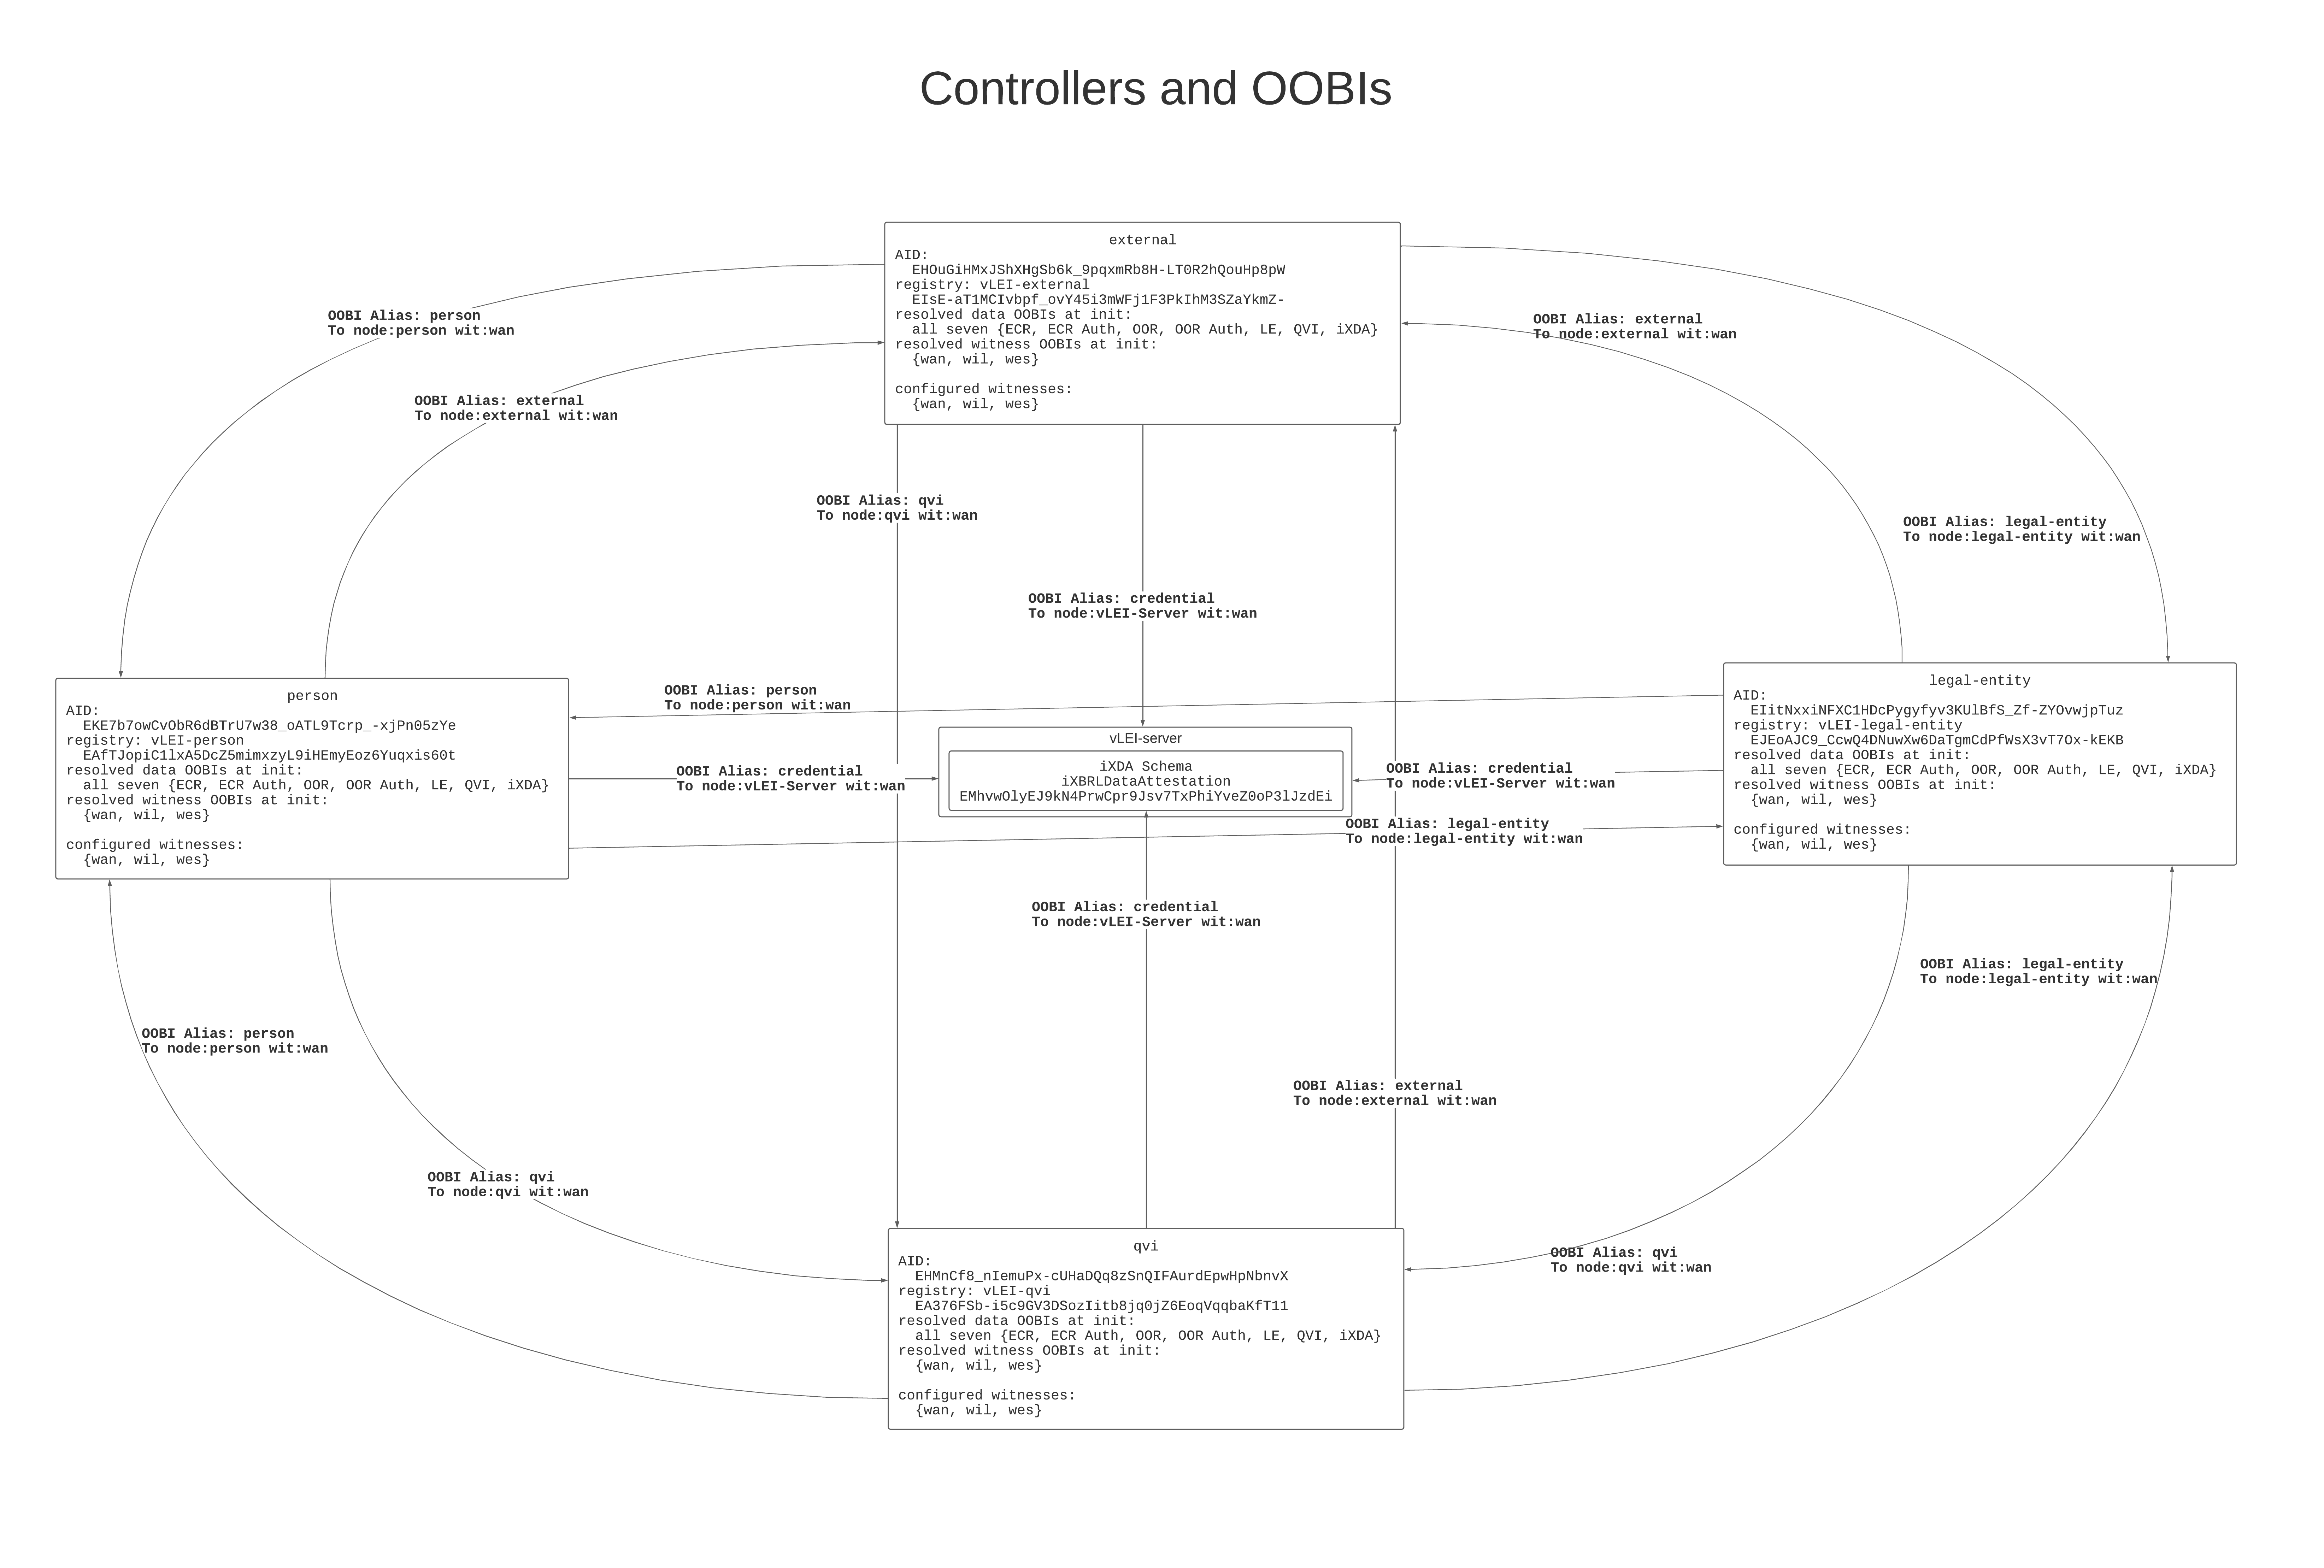 Controllers and OOBIs
external
AID:
EHOuGiHMxJShXHgSb6k_9pqxmRb8H-LT0R2hQouHp8pW
registry: vLEI-external
EIsE-aT1MCIvbpf_ovY45i3mWFj1F3PkIhM3SZaYkmZ-
resolved data OOBIs at init:
all seven {ECR, ECR Auth, OOR, OOR Auth, LE, QVI, iXDA}
resolved witness OOBIs at init:
{wan, wil, wes}
configured witnesses:
{wan, wil, wes}
OOBI Alias: person
To node:person wit:wan
OOBI Alias: external
To node:external wit:wan
OOBI Alias: external
To node:external wit:wan
OOBI Alias: qvi
To node:qvi wit:wan
OOBI Alias: legal-entity
To node:legal-entity wit:wan
OOBI Alias: credential
To node:vLEI-Server wit:wan
person
AID:
EKE7b7owCvObR6dBTrU7w38_oATL9Tcrp_-xjPn05zYe
registry: vLEI-person
EAfTJopiC1lxA5DcZ5mimxzyL9iHEmyEoz6Yuqxis60t
resolved data OOBIs at init:
all seven {ECR, ECR Auth, OOR, OOR Auth, LE, QVI, iXDA}
resolved witness OOBIs at init:
{wan, wil, wes}
configured witnesses:
{wan, wil, wes}
OOBI Alias: person
To node:person wit:wan
OOBI Alias: credential
To node:vLEI-Server wit:wan
vLEI-server
iXDA Schema
iXBRLDataAttestation
EMhvwOlyEJ9kN4PrwCpr9Jsv7TxPhiYveZ0oP3lJzdEi
OOBI Alias: credential
To node:vLEI-Server wit:wan
OOBI Alias: legal-entity
To node:legal-entity wit:wan
legal-entity
AID:
EIitNxxiNFXC1HDcPygyfyv3KUlBfS_Zf-ZYOvwjpTuz
registry: vLEI-legal-entity
EJEoAJC9_CcwQ4DNuwXw6DaTgmCdPfWsX3vT7Ox-kEKB
resolved data OOBIs at init:
all seven {ECR, ECR Auth, OOR, OOR Auth, LE, QVI, iXDA}
resolved witness OOBIs at init:
{wan, wil, wes}
configured witnesses:
{wan, wil, wes}
OOBI Alias: credential
To node:vLEI-Server wit:wan
OOBI Alias: legal-entity
To node:legal-entity wit:wan
OOBI Alias: person
To node:person wit:wan
OOBI Alias: external
To node:external wit:wan
OOBI Alias: qvi
To node:qvi wit:wan
OOBI Alias: qvi
To node:qvi wit:wan
qvi
AID:
EHMnCf8_nIemuPx-cUHaDQq8zSnQIFAurdEpwHpNbnvX
registry: vLEI-qvi
EA376FSb-i5c9GV3DSozIitb8jq0jZ6EoqVqqbaKfT11
resolved data OOBIs at init:
all seven {ECR, ECR Auth, OOR, OOR Auth, LE, QVI, iXDA}
resolved witness OOBIs at init:
{wan, wil, wes}
configured witnesses:
{wan, wil, wes}